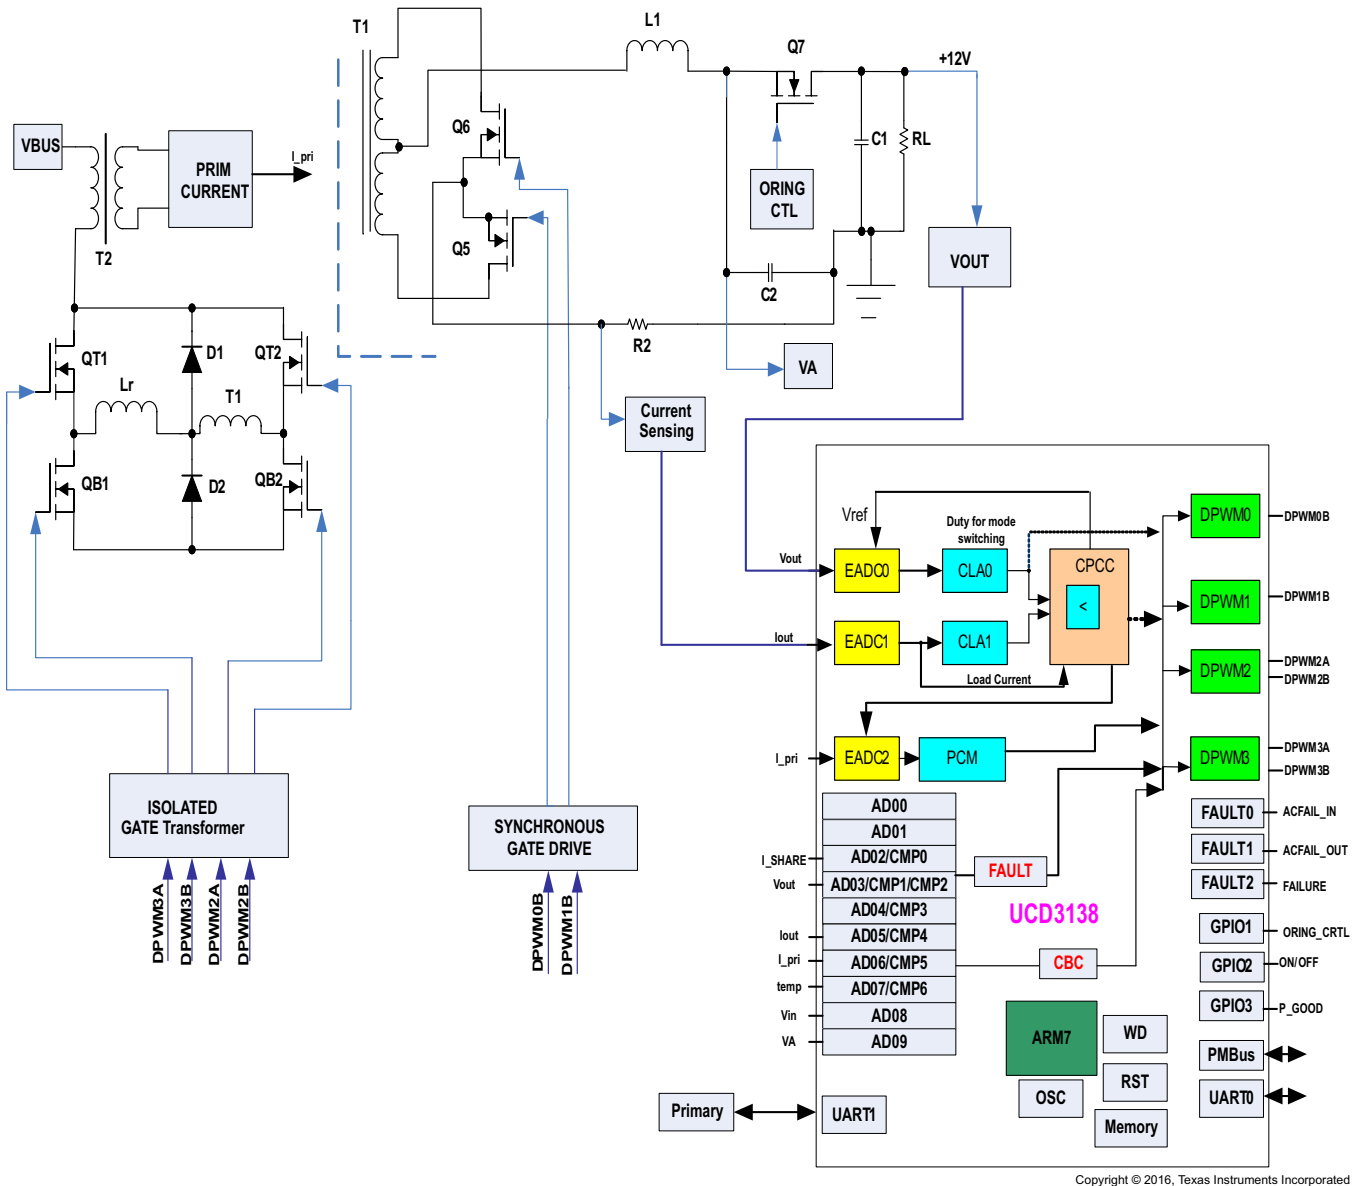 T1
L1
Q7
+12V
Q6
C1
RL
VBUS
PRIM
CURRENT
I_pri
ORING
CTL
T2
Q5
VOUT
C2
R2
QT1
D1
QT2
VA
Lr
T1
Current
Sensing
QB1
D2
QB2
Vref
Duty for mode
switching
DPWM0
DPWM0B
Vout
EADC0
CLA0
CPCC
<
DPWM1
DPWM1B
Iout
EADC1
CLA1
DPWM2
DPWM2A
DPWM2B
Load Current
I_pri
EADC2
PCM
DPWM3
DPWM3A
DPWM3B
ISOLATED
GATE Transformer
SYNCHRONOUS
GATE DRIVE
AD00
AD01
I_SHARE
AD02/CMP0
Vout
AD03/CMP1/CMP2
AD04/CMP3
Iout
AD05/CMP4
I_pri
AD06/CMP5
temp
AD07/CMP6
Vin
AD08
VA
AD09
FAULT
UCD3138
CBC
FAULT0
ACFAIL_IN
FAULT1
ACFAIL_OUT
FAULT2
FAILURE
GPIO1
ORING_CRTL
GPIO2
ON/OFF
GPIO3
P_GOOD
DPWM3A
DPWM3B
DPWM2A
DPWM2B
DPWM0B
DPWM1B
ARM7
WD
PMBus
RST
OSC
UART0
Primary
UART1
Memory
Copyright © 2016, Texas Instruments Incorporated